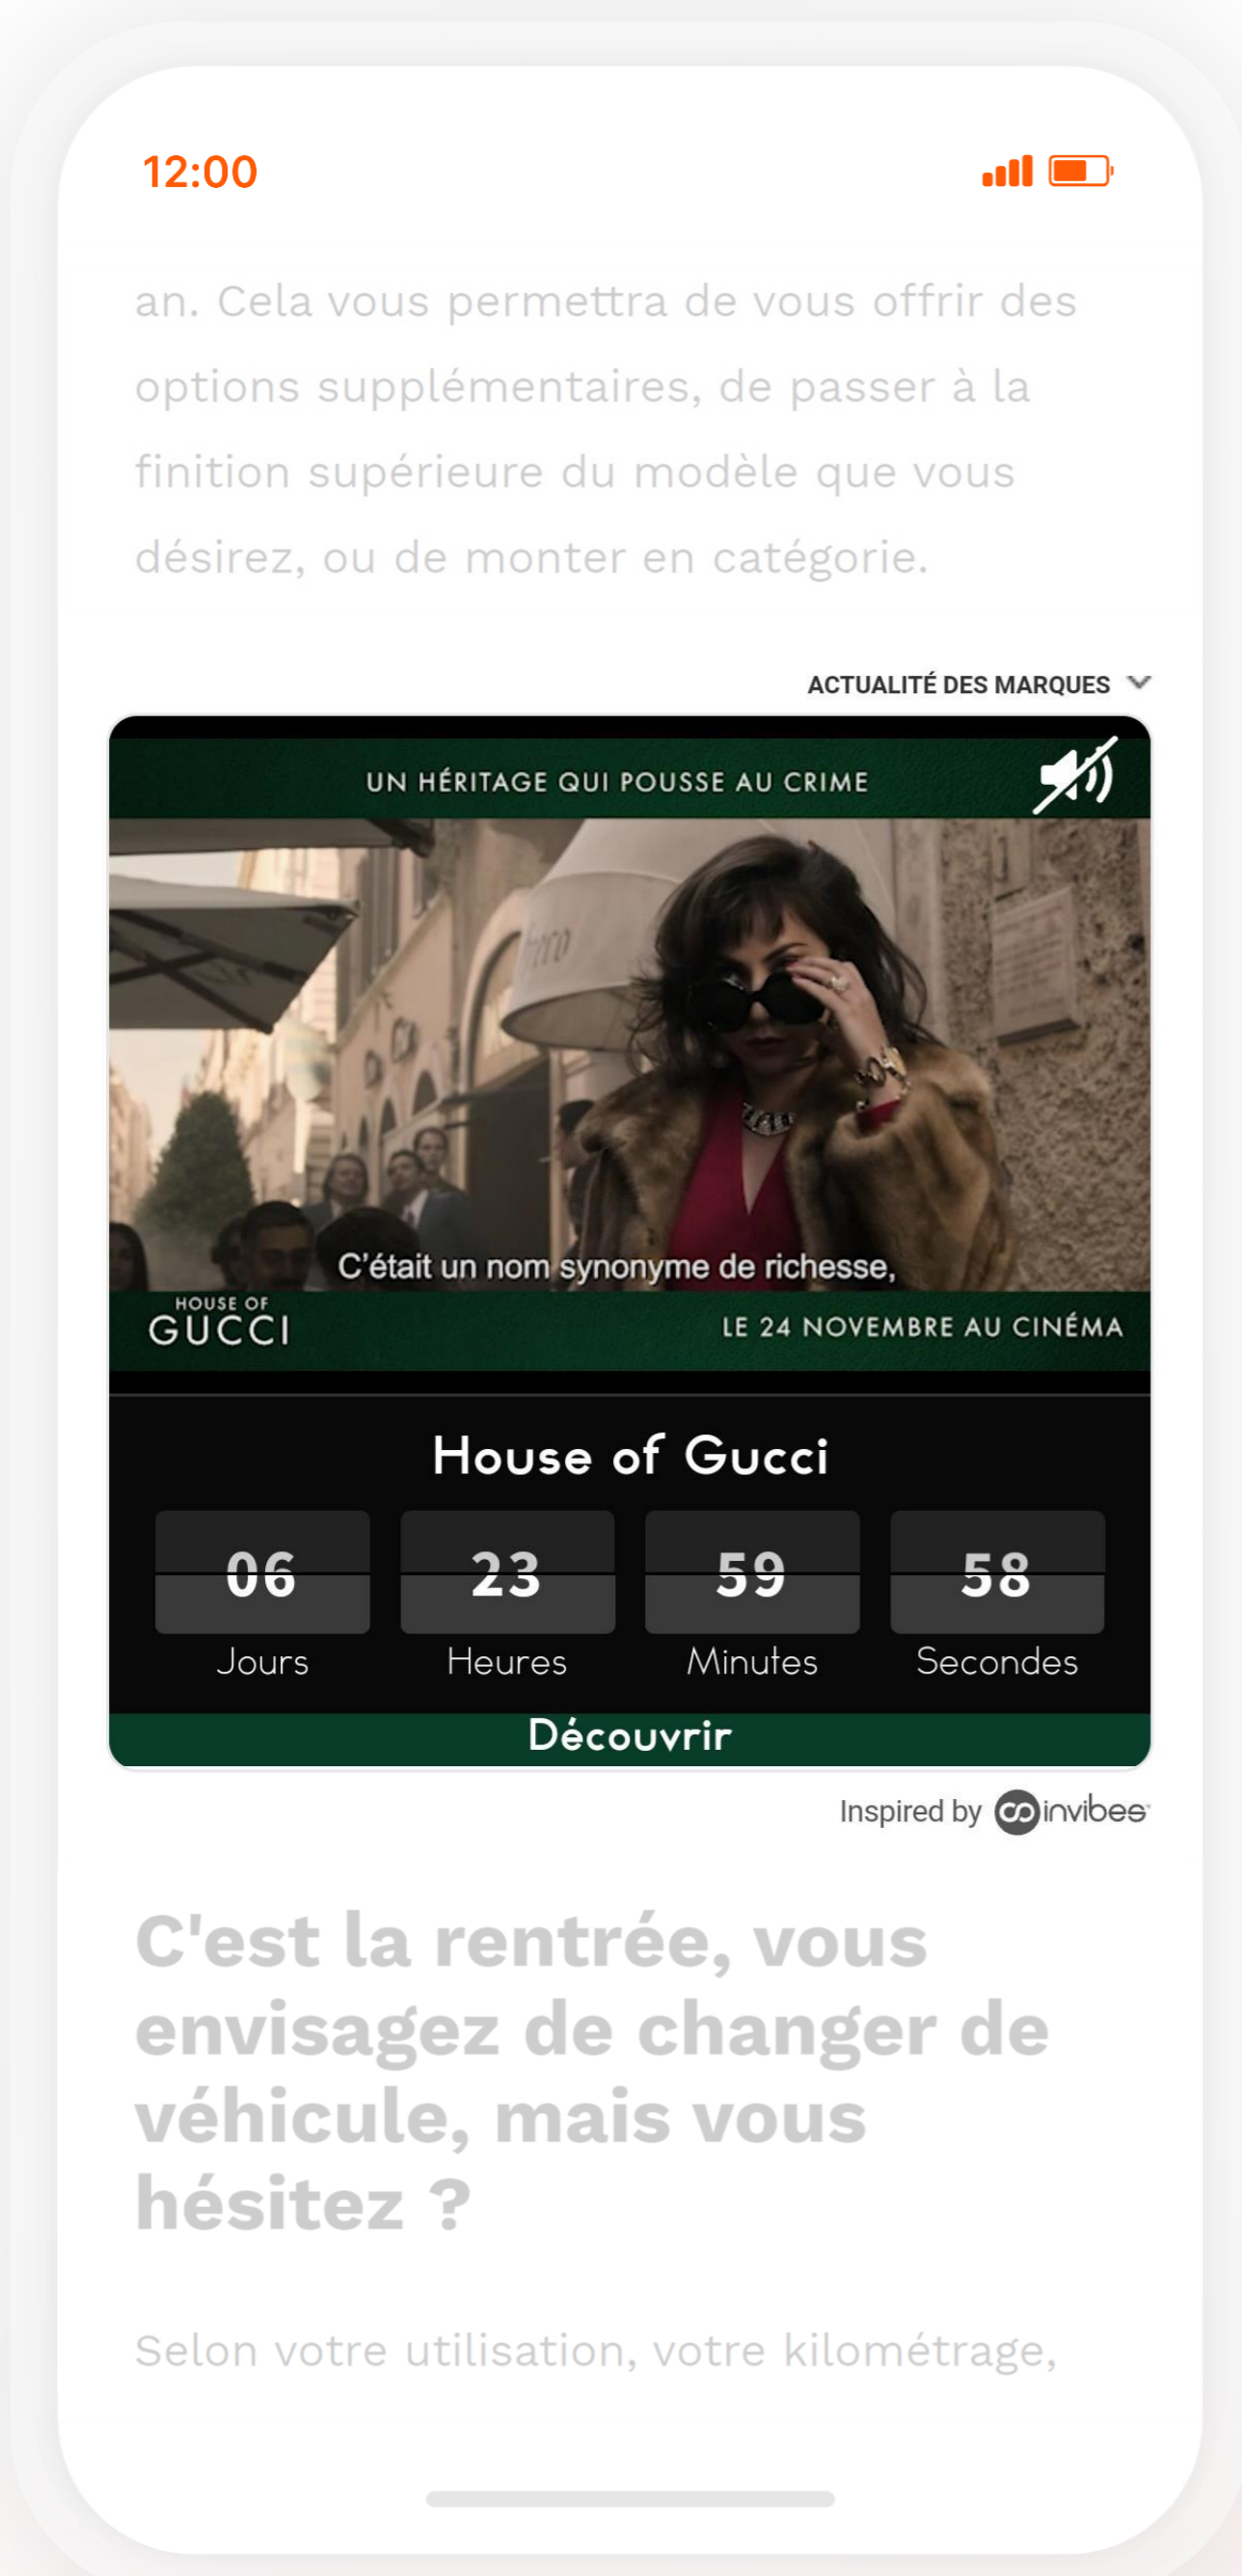 12:00
an. Cela vous permettra de vous offrir des
options supplémentaires, de passer à la
finition supérieure du modèle que vous
désirez, ou de monter en catégorie.
ACTUALITÉ DES MARQUES
UN HÉRITAGE QUI POUSSE AU CRIME
C'était un nom synonyme de richesse,
HOUSE OF
GUCCI
LE 24 NOVEMBRE AU CINÉMA
House of Gucci
06 23 59 58
Jours Heures Minutes Secondes
Découvrir
Inspired by invibes
C'est la rentrée, vous
envisagez de changer de
véhicule, mais vous
hésitez ?
Selon votre utilisation, votre kilométrage,